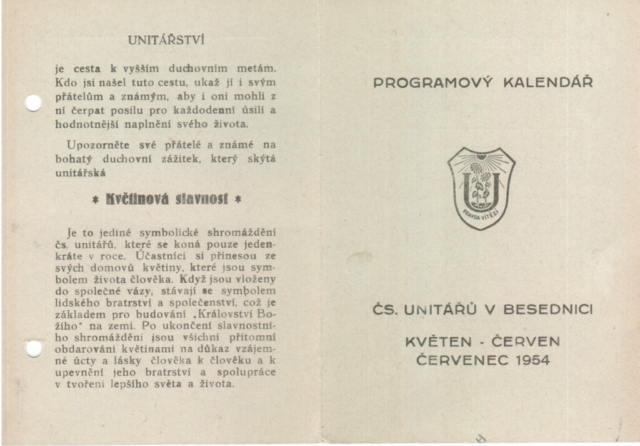 UNITÁŘSTVÍ
je cesta k vyšším duchovním metám.
Kdo jsi našel tuto cestu, ukaž ji i svým
přátelům a známým, aby i oni mohli z
ní čerpat posilu pro každodenní úsilí a
hodnotnější naplnění svého života.
Upozorněte své přátelé a známé na
bohatý duchovní zážitek, který skýtá
unitářská
* Květinová slavnost *
Je to jediné symbolické shromáždění
čs. unitářů, které se koná pouze jeden-
kráte v roce. Účastníci si přinesou ze
svých domovů květiny, které jsou sym-
bolem života člověka. Když jsou vloženy
do společné vázy, stávají se symbolem
lidského bratrství a společenství, což je
základem pro budování „Království Bo-
žího" na zemi. Po ukončení slavnostní-
ho shromáždění jsou všichni přítomní
obdarováni květinami na důkaz vzájem-
né úcty a lásky člověka k člověku a k
upevnění jeho bratrství a spolupráce
v tvoření lepšího světa a života.
PROGRAMOVÝ KALENDÁŘ
U
PRAVDA VÍTĚZÍ
ČS. UNITÁŘŮ V BESEDNICI
KVĚTEN - ČERVEN
ČERVENEC 1954